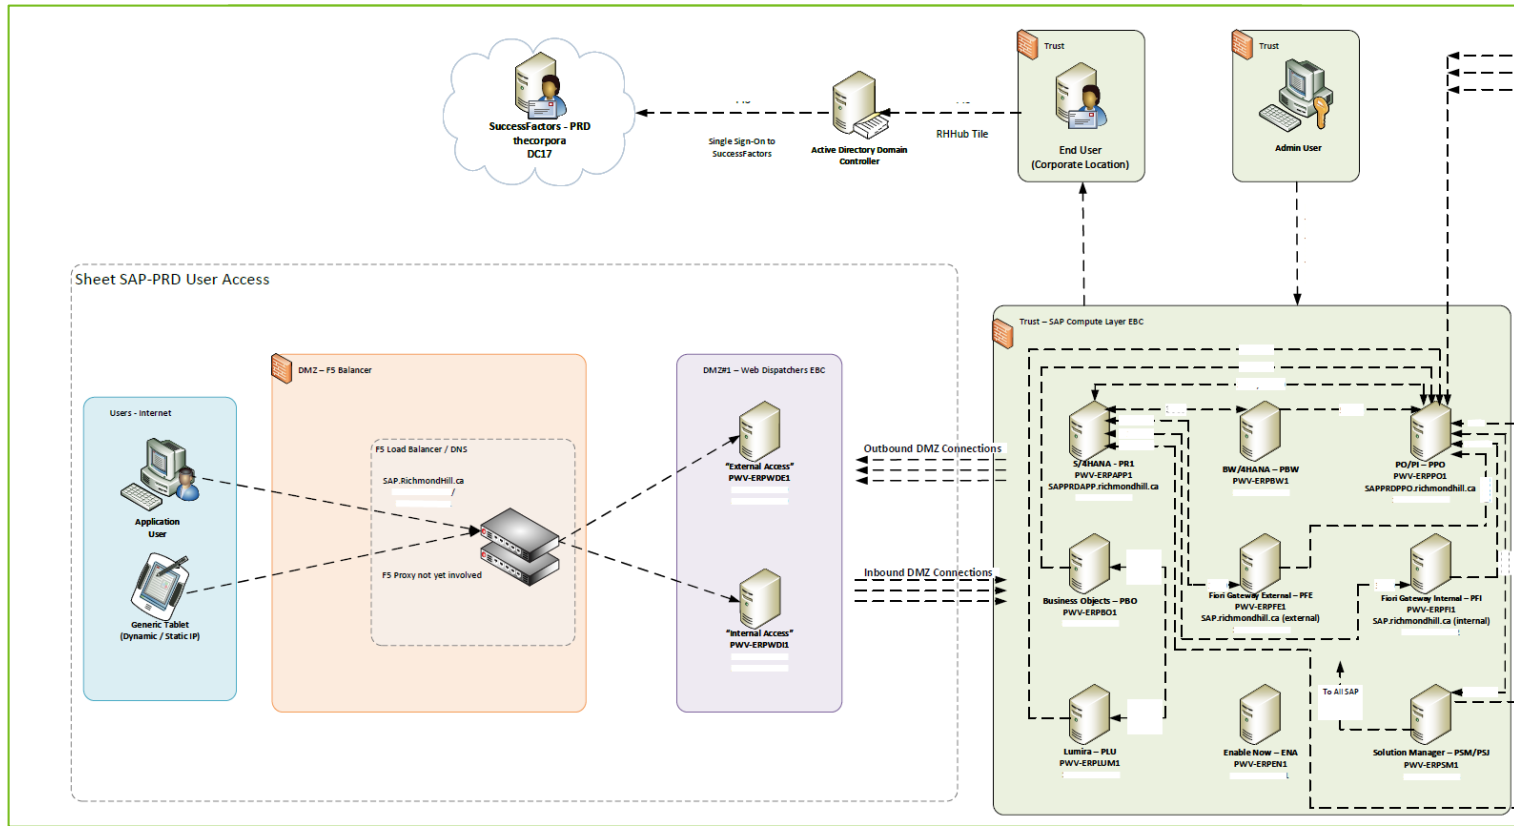 Trust
Trust
SuccessFactors - PRD
thecorpora
DC17
Single Sign-On to
SuccessFactors
Active Directory Domain
Controller
RHHub Tile
End User
(Corporate Location)
Admin User
Sheet SAP-PRD User Access
Users - Internet
Application
User
Generic Tablet
(Dynamic / Static IP)
DMZ – F5 Balancer
F5 Load Balancer / DNS
SAP.RichmondHill.ca
/
F5 Proxy not yet involved
DMZ#1 – Web Dispatchers EBC
“External Access”
PWV-ERPWDE1
“Internal Access”
PWV-ERPWDI1
Outbound DMZ Connections
Inbound DMZ Connections
Trust – SAP Compute Layer EBC
S/4HANA - PR1
PWV-ERPAPP1
SAPPRDAPP.richmondhill.ca
BW/4HANA – PBW
PWV-ERPBW1
PO/PI – PPO
PWV-ERPPO1
SAPPRDPPO.richmondhill.ca
Business Objects – PBO
PWV-ERPBO1
Fiori Gateway External – PFE
PWV-ERPFE1
SAP.richmondhill.ca (external)
Fiori Gateway Internal – PFI
PWV-ERPFI1
SAP.richmondhill.ca (internal)
To All SAP
Lumira – PLU
PWV-ERPLUM1
Enable Now – ENA
PWV-ERPEN1
Solution Manager – PSM/PSJ
PWV-ERPSM1